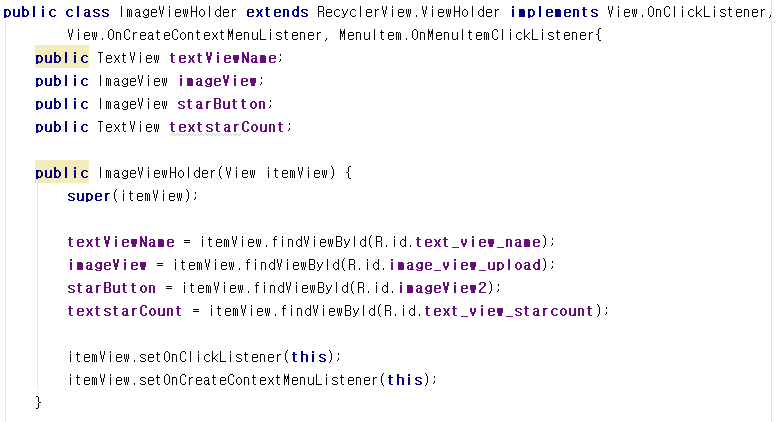 public class ImageViewHolder extends RecyclerView.ViewHolder implements View.OnClickListener,
        View.OnCreateContextMenuListener, MenuItem.OnMenuItemClickListener{
    public TextView textViewName;
    public ImageView imageView;
    public ImageView starButton;
    public TextView textstarCount;

    public ImageViewHolder(View itemView) {
        super(itemView);

        textViewName = itemView.findViewById(R.id.text_view_name);
        imageView = itemView.findViewById(R.id.image_view_upload);
        starButton = itemView.findViewById(R.id.imageView2);
        textstarCount = itemView.findViewById(R.id.text_view_starcount);

        itemView.setOnClickListener(this);
        itemView.setOnCreateContextMenuListener(this);
    }